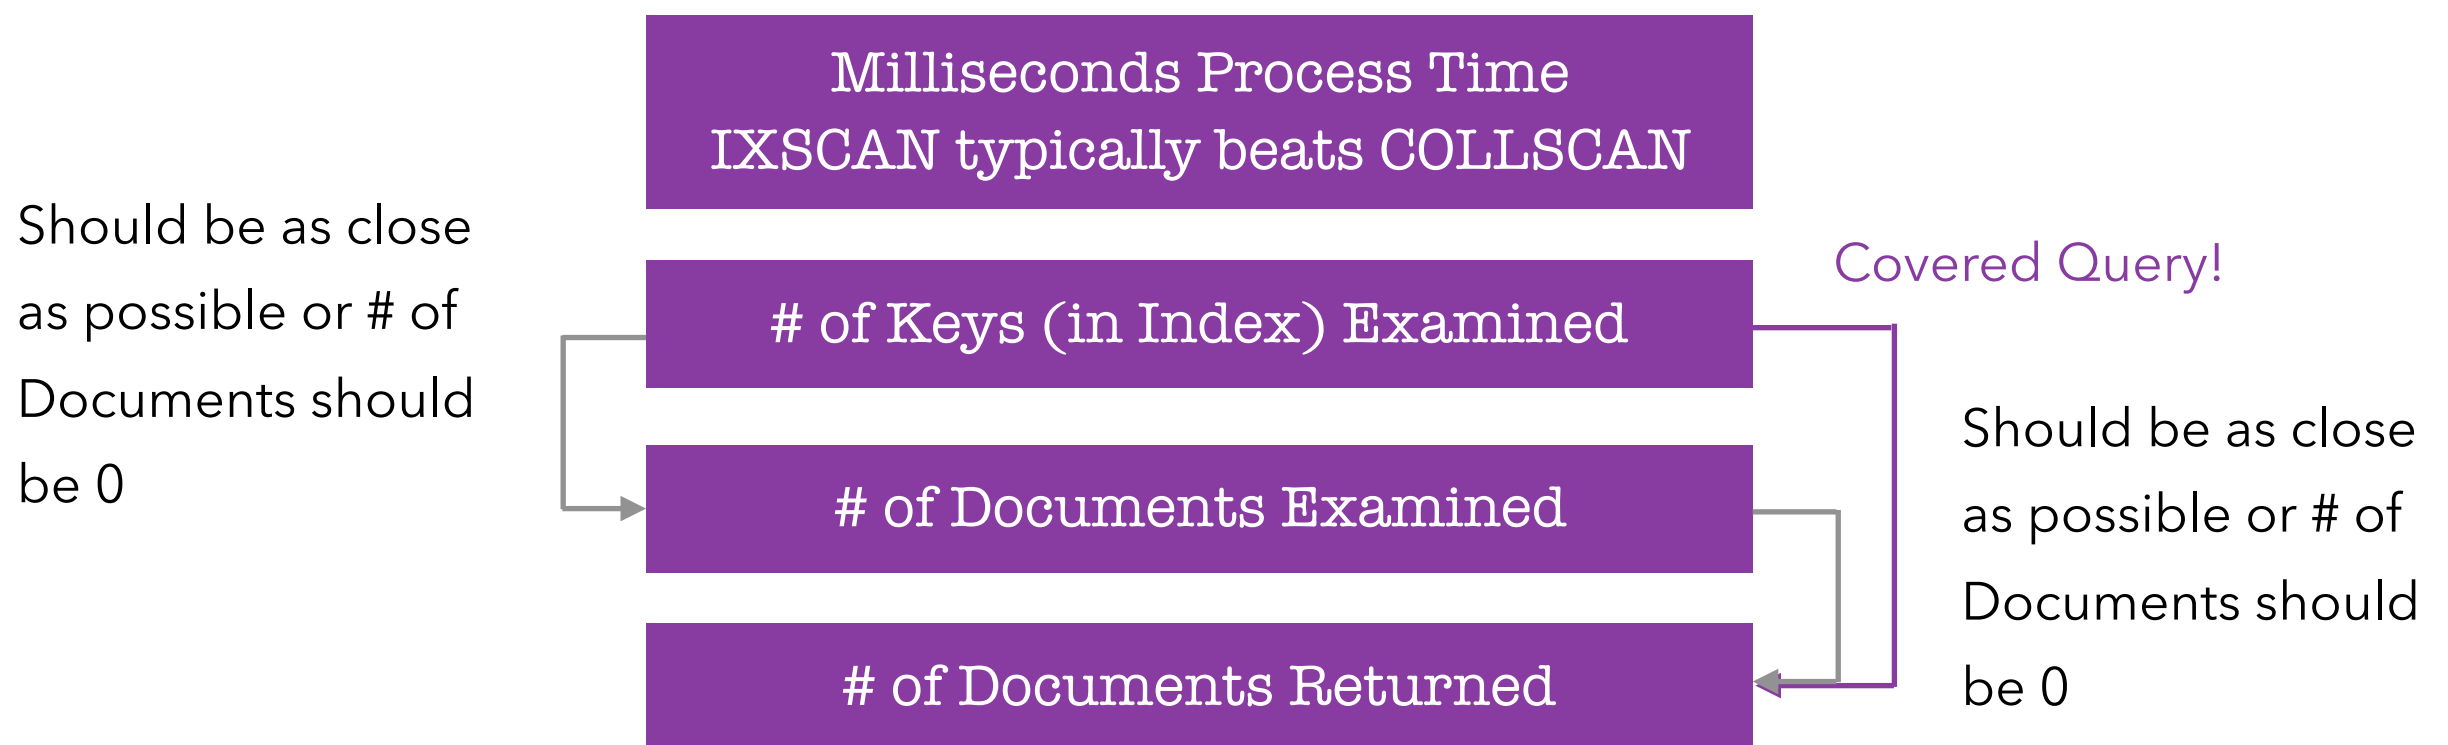 Milliseconds Process Time
IXSCAN typically beats COLLSCAN
Should be as close
as possible or # of
Documents should
be 0
# of Keys (in Index) Examined
Covered Query!
# of Documents Examined
Should be as close
as possible or # of
Documents should
be 0
# of Documents Returned